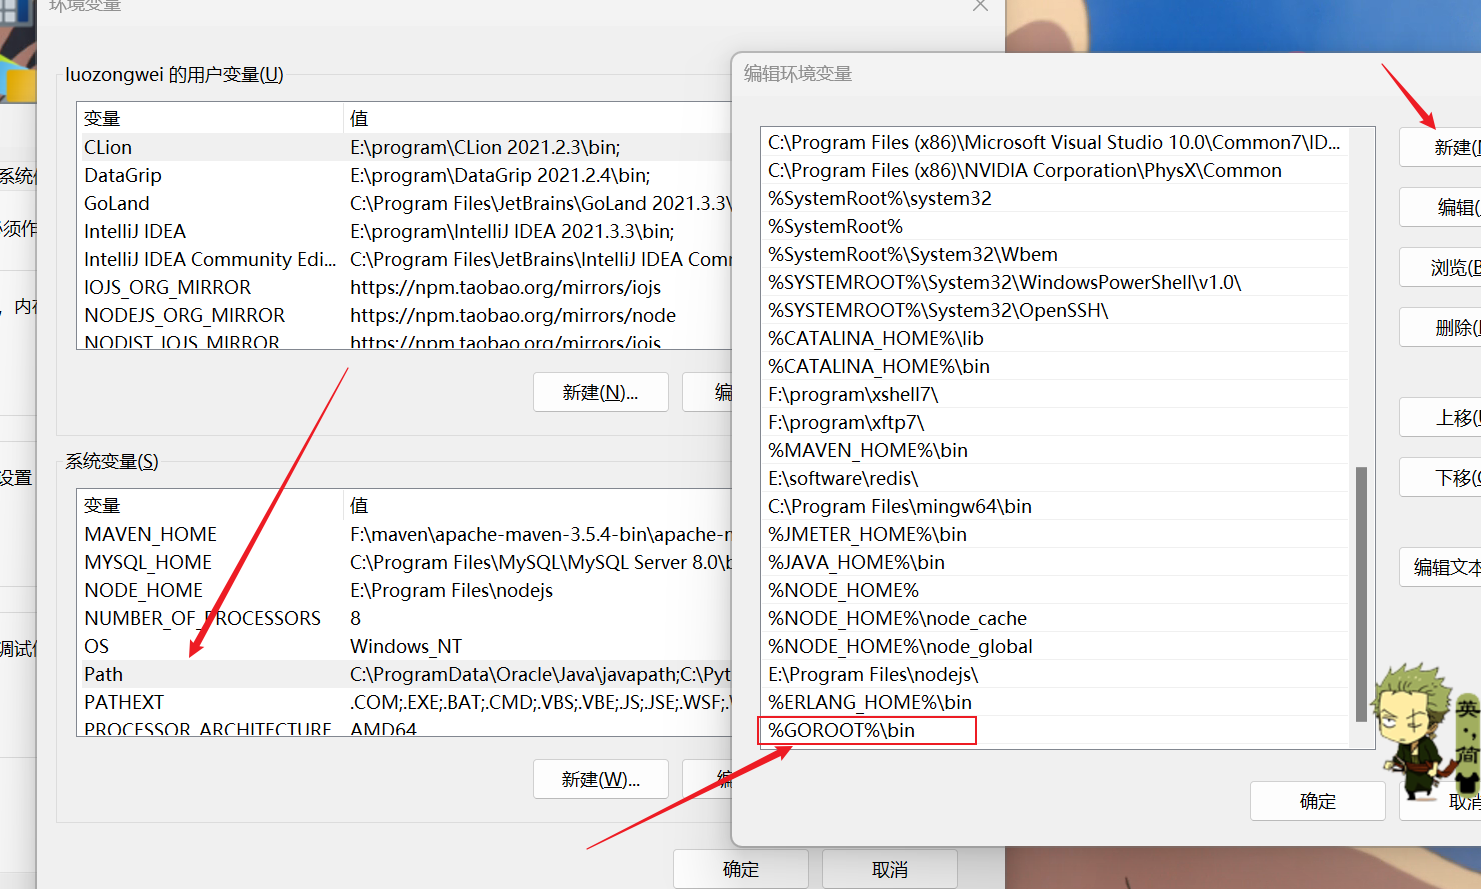 环境变量
luozongwei 的用户变量(U)
变量 值
CLion E:\program\CLion 2021.2.3\bin;
DataGrip E:\program\DataGrip 2021.2.4\bin;
GoLand C:\Program Files\JetBrains\GoLand 2021.3.3\
IntelliJ IDEA E:\program\IntelliJ IDEA 2021.3.3\bin;
IntelliJ IDEA Community Edi... C:\Program Files\JetBrains\IntelliJ IDEA Com
IOJS_ORG_MIRROR https://npm.taobao.org/mirrors/iojs
NODEJS_ORG_MIRROR https://npm.taobao.org/mirrors/node
NODIST_IOJS_MIRROR https://npm.taobao.org/mirrors/iojs
新建(N)... 编
系统变量(S)
变量 值
MAVEN_HOME F:\maven\apache-maven-3.5.4-bin\apache-m
MYSQL_HOME C:\Program Files\MySQL\MySQL Server 8.0\b
NODE_HOME E:\Program Files\nodejs
NUMBER_OF_PROCESSORS 8
OS Windows_NT
Path C:\ProgramData\Oracle\Java\javapath;C:\Pyt
PATHEXT .COM;.EXE;.BAT;.CMD;.VBS;.VBE;.JS;.JSE;.WSF;.
PROCESSOR_ARCHITECTURE AMD64
新建(W)... 编
确定 取消
系统
必须作
，内存
设置
调试信
编辑环境变量
C:\Program Files (x86)\Microsoft Visual Studio 10.0\Common7\ID...
C:\Program Files (x86)\NVIDIA Corporation\PhysX\Common
%SystemRoot%\system32
%SystemRoot%
%SystemRoot%\System32\Wbem
%SYSTEMROOT%\System32\WindowsPowerShell\v1.0\
%SYSTEMROOT%\System32\OpenSSH\
%CATALINA_HOME%\lib
%CATALINA_HOME%\bin
F:\program\xshell7\
F:\program\xftp7\
%MAVEN_HOME%\bin
E:\software\redis\
C:\Program Files\mingw64\bin
%JMETER_HOME%\bin
%JAVA_HOME%\bin
%NODE_HOME%
%NODE_HOME%\node_cache
%NODE_HOME%\node_global
E:\Program Files\nodejs\
%ERLANG_HOME%\bin
%GOROOT%\bin
新建(N
编辑(
浏览(B
删除(
上移(U
下移(O
编辑文本
确定 取消
英
·,
简